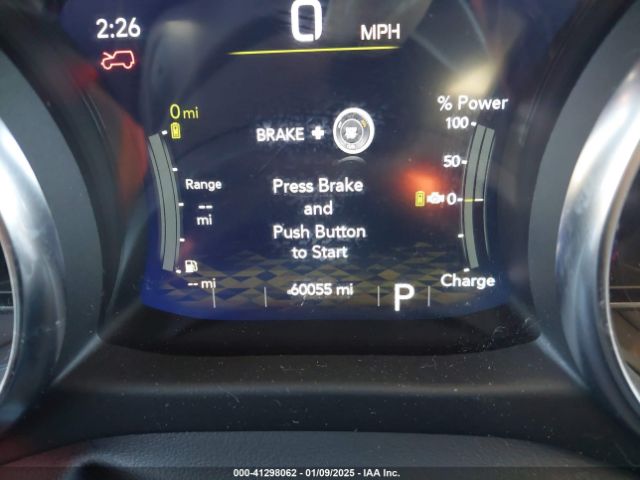 2:26
0 MPH
0 mi
% Power
100
BRAKE +
50
Range
--
mi
Press Brake
and
Push Button
to Start
0
-- mi
60055 mi
P
Charge
000-41298062 - 01/09/2025 - IAA Inc.